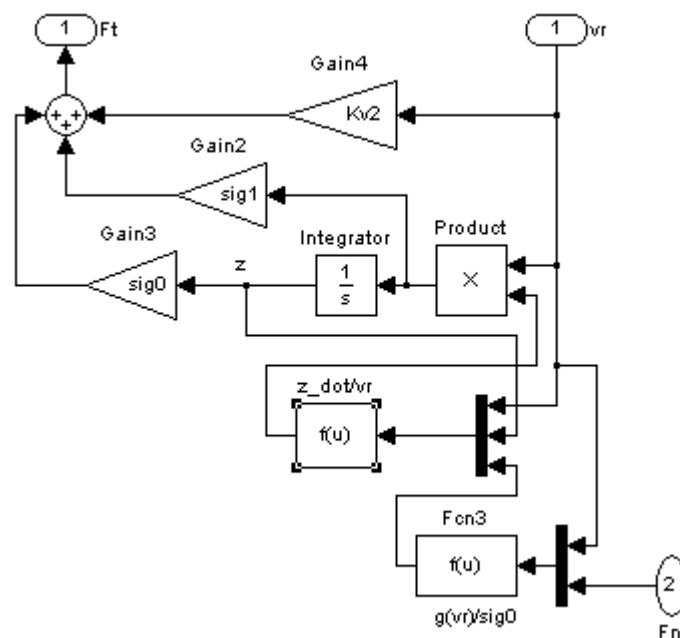 1 Ft
1 vr
Gain4
Kv2
+ + +
Gain2
sig1
Gain3
sig0
z
Integrator
1
s
Product
×
z_dot/vr
f(u)
Fcn3
f(u)
g(vr)/sig0
2
Fn